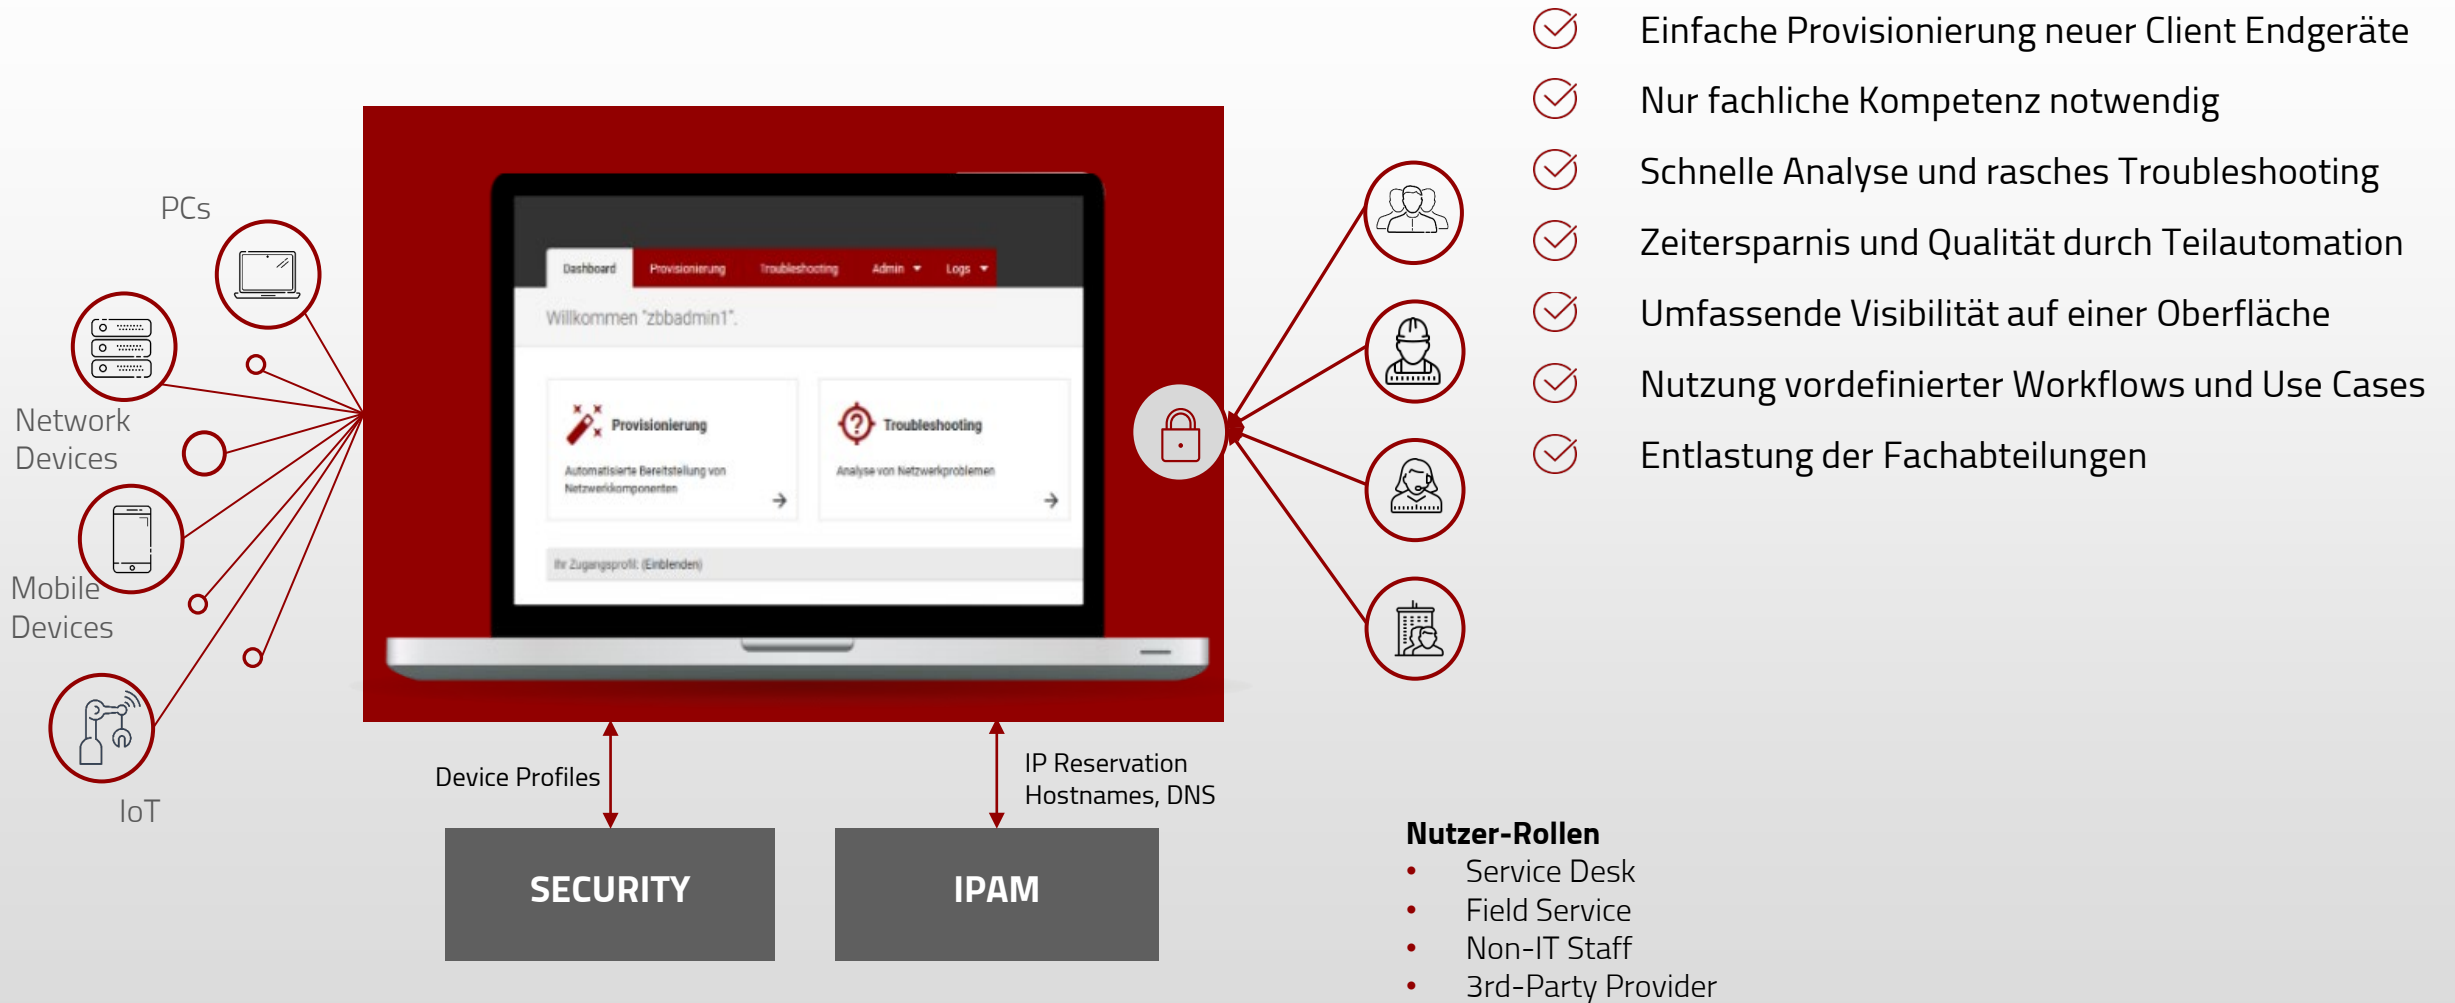 Einfache Provisionierung neuer Client Endgeräte
Nur fachliche Kompetenz notwendig
Schnelle Analyse und rasches Troubleshooting
Zeitersparnis und Qualität durch Teilautomation
Umfassende Visibilität auf einer Oberfläche
Nutzung vordefinierter Workflows und Use Cases
Entlastung der Fachabteilungen
PCs
Network
Devices
Mobile
Devices
IoT
Dashboard Provisionierung Troubleshooting Admin Logs
Willkommen "zbbadmin1".
Provisionierung
Automatisierte Bereitstellung von
Netzwerkkomponenten
Troubleshooting
Analyse von Netzwerkproblemen
Ihr Zugangsprofil: (Einblenden)
Device Profiles
IP Reservation
Hostnames, DNS
SECURITY
IPAM
Nutzer-Rollen
• Service Desk
• Field Service
• Non-IT Staff
• 3rd-Party Provider